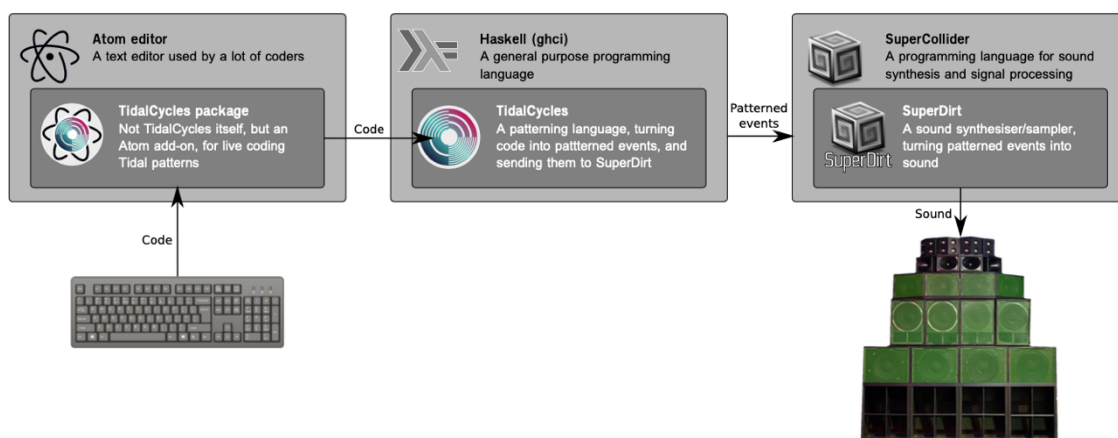 Atom editor
A text editor used by a lot of coders
TidalCycles package
Not TidalCycles itself, but an
Atom add-on, for live coding
Tidal patterns
Code
Code
Haskell (ghci)
A general purpose programming
language
TidalCycles
A patterning language, turning
code into pattterned events, and
sending them to SuperDirt
Patterned
events
SuperCollider
A programming language for sound
synthesis and signal processing
SuperDirt
A sound synthesiser/sampler,
turning patterned events into
sound
SuperDirt
Sound